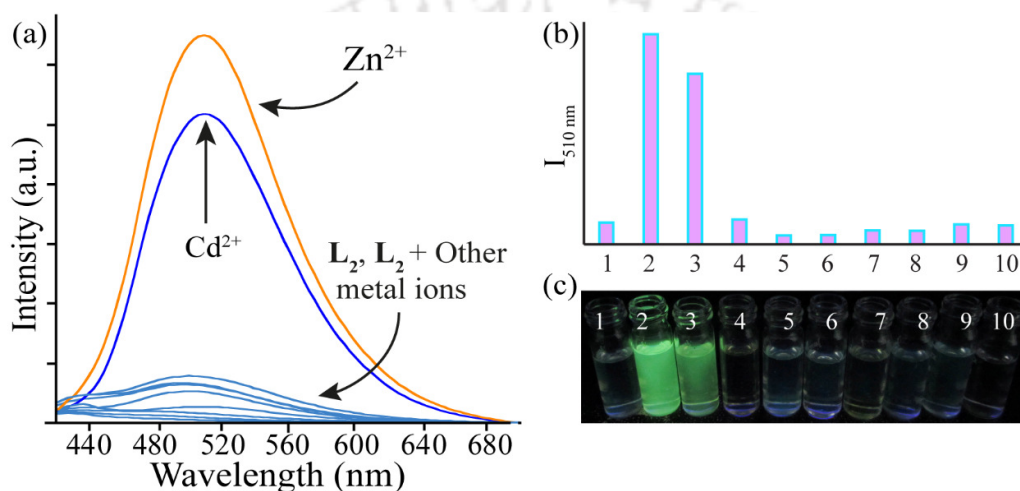 (a)
Zn²⁺
Cd²⁺
L₂, L₂ + Other
metal ions
Intensity (a.u.)
440 480 520 560 600 640 680
Wavelength (nm)
(b)
I₅₁₀ ₙₘ
1 2 3 4 5 6 7 8 9 10
(c)
1 2 3 4 5 6 7 8 9 10